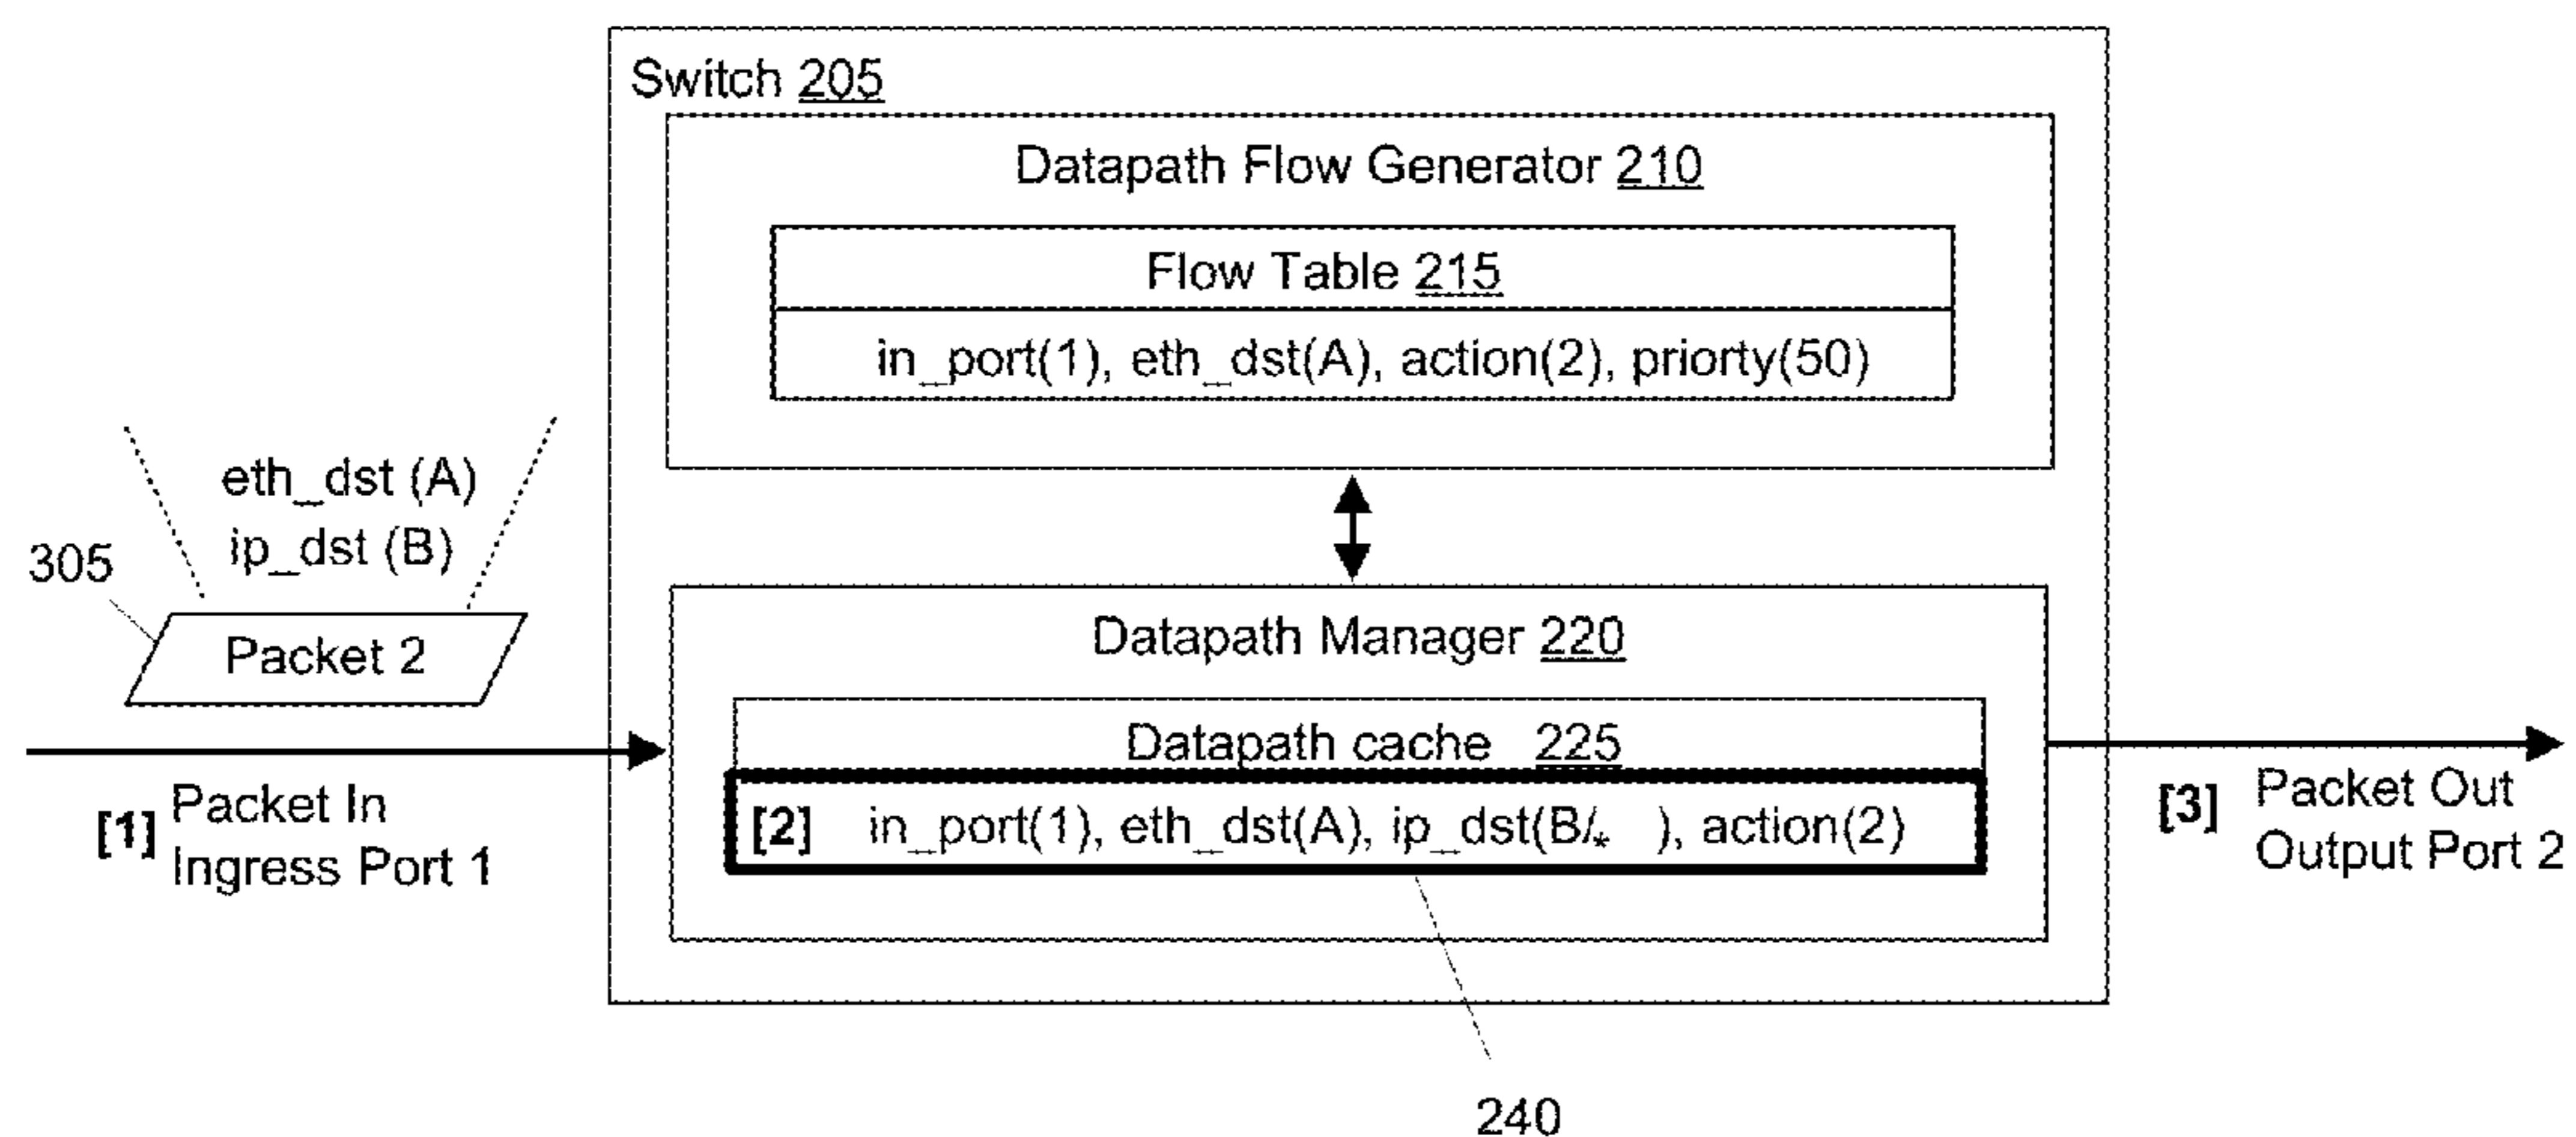 Switch 205
Datapath Flow Generator 210
Flow Table 215
in_port(1), eth_dst(A), action(2), priorty(50)
eth_dst (A)
ip_dst (B)
305
Packet 2
Datapath Manager 220
Datapath cache 225
[2] in_port(1), eth_dst(A), ip_dst(B/* ), action(2)
[1] Packet In
Ingress Port 1
[3] Packet Out
Output Port 2
240